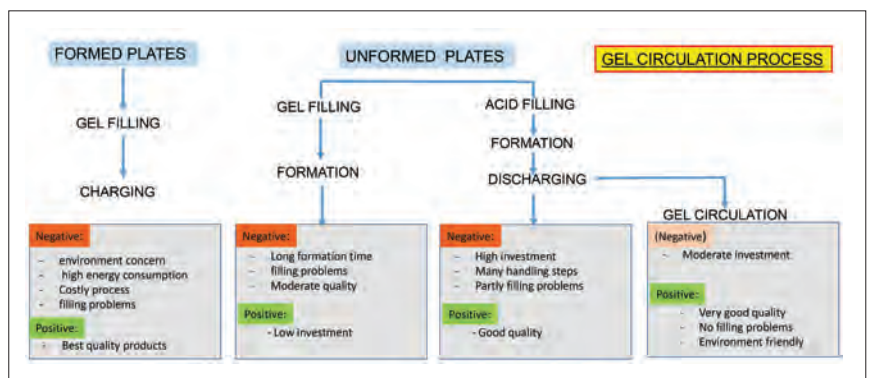 FORMED PLATES
UNFORMED PLATES
GEL CIRCULATION PROCESS
GEL FILLING
CHARGING
GEL FILLING
FORMATION
ACID FILLING
FORMATION
DISCHARGING
GEL CIRCULATION
Negative:
- environment concern
- high energy consumption
- Costly process
- filling problems
Positive:
- Best quality products
Negative:
- Long formation time
- filling problems
- Moderate quality
Positive:
- Low investment
Negative:
- High investment
- Many handling steps
- Partly filling problems
Positive:
- Good quality
(Negative)
- Moderate investment
Positive:
- Very good quality
- No filling problems
- Environment friendly